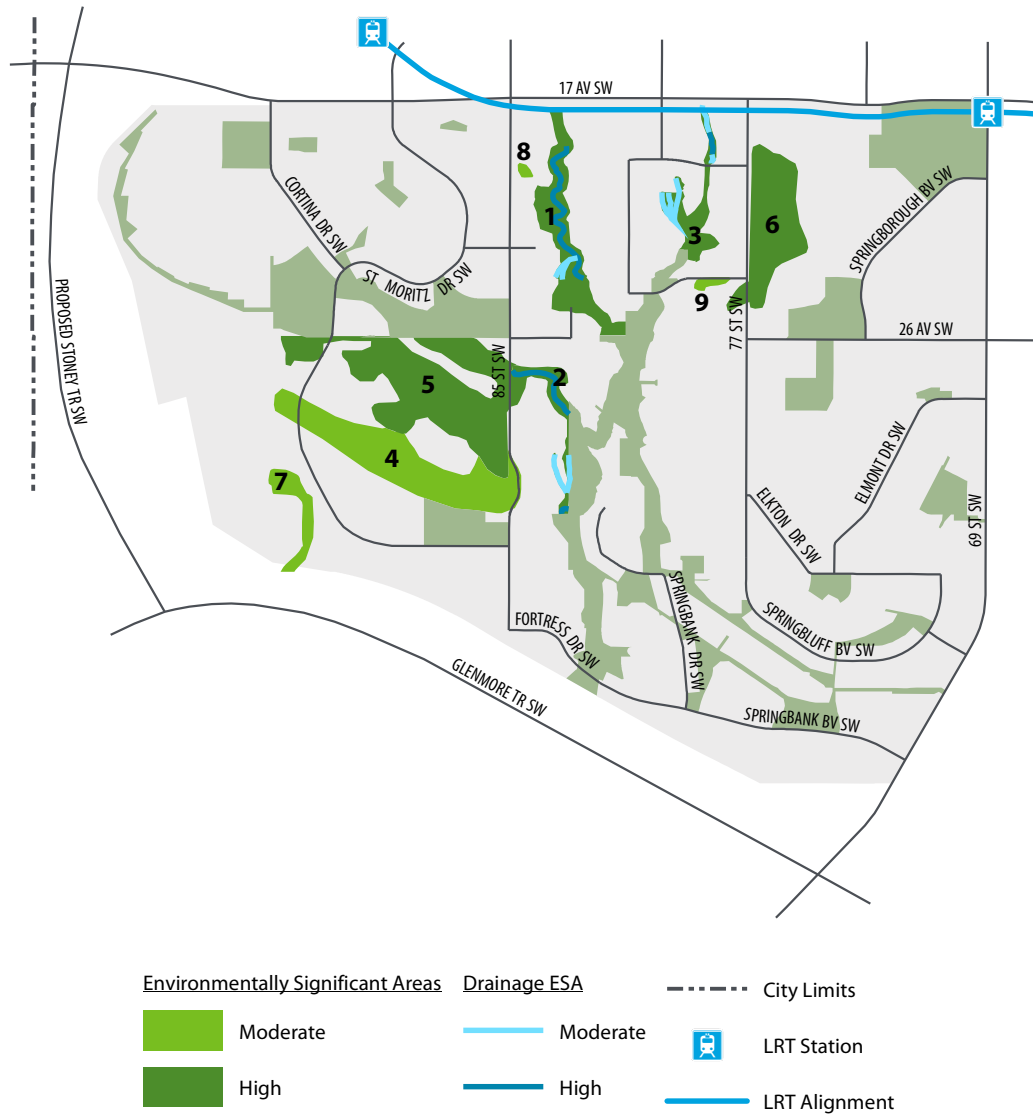 17 AV SW
8
CORTINA DR SW
1
3
6
SPRINGBOROUGH BV SW
ST MORITZ DR SW
PROPOSED STONEY TR SW
9
77 ST SW
26 AV SW
85 ST SW
2
5
4
7
ELMONT DR SW
ELKTON DR SW
69 ST SW
SPRINGBANK DR SW
SPRINGBLUFF BV SW
FORTRESS DR SW
GLENMORE TR SW
SPRINGBANK BV SW
Environmentally Significant Areas
Moderate
High
Drainage ESA
Moderate
High
City Limits
LRT Station
LRT Alignment